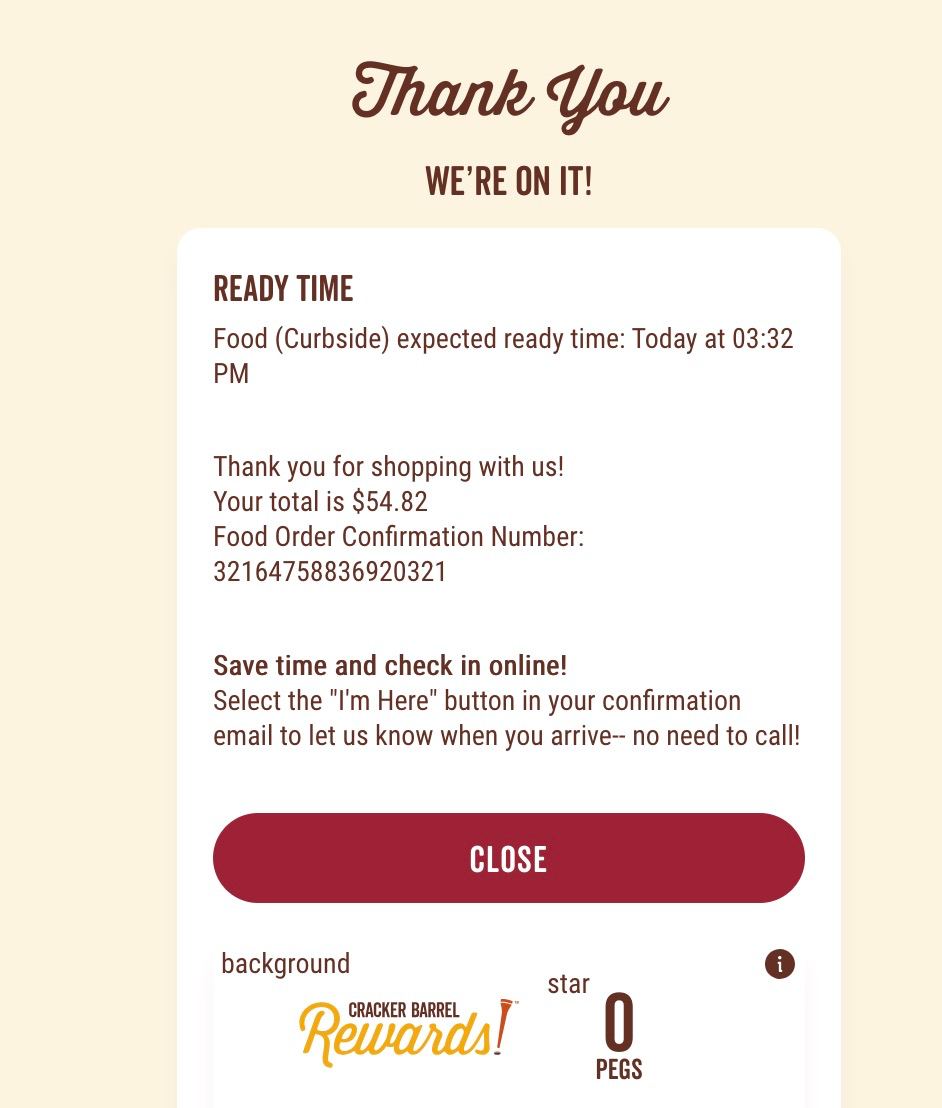 Thank You
WE'RE ON IT!
READY TIME
Food (Curbside) expected ready time: Today at 03:32
PM
Thank you for shopping with us!
Your total is $54.82
Food Order Confirmation Number:
32164758836920321
Save time and check in online!
Select the "I'm Here" button in your confirmation
email to let us know when you arrive-- no need to call!
CLOSE
background
i
star
CRACKER BARREL
Rewards!™
0
PEGS